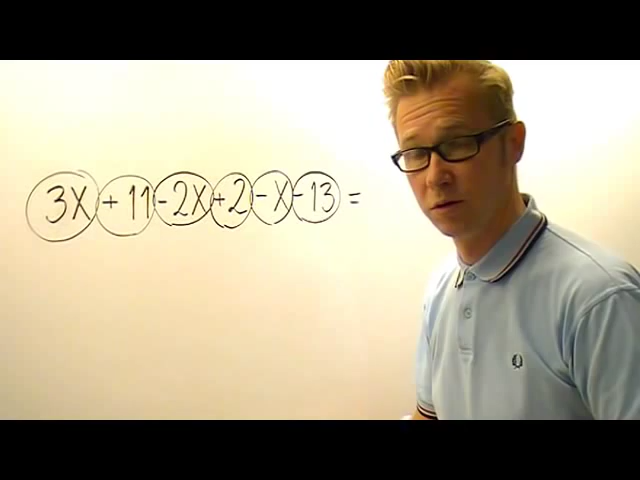 3X + 11 - 2X + 2 - X - 13 =